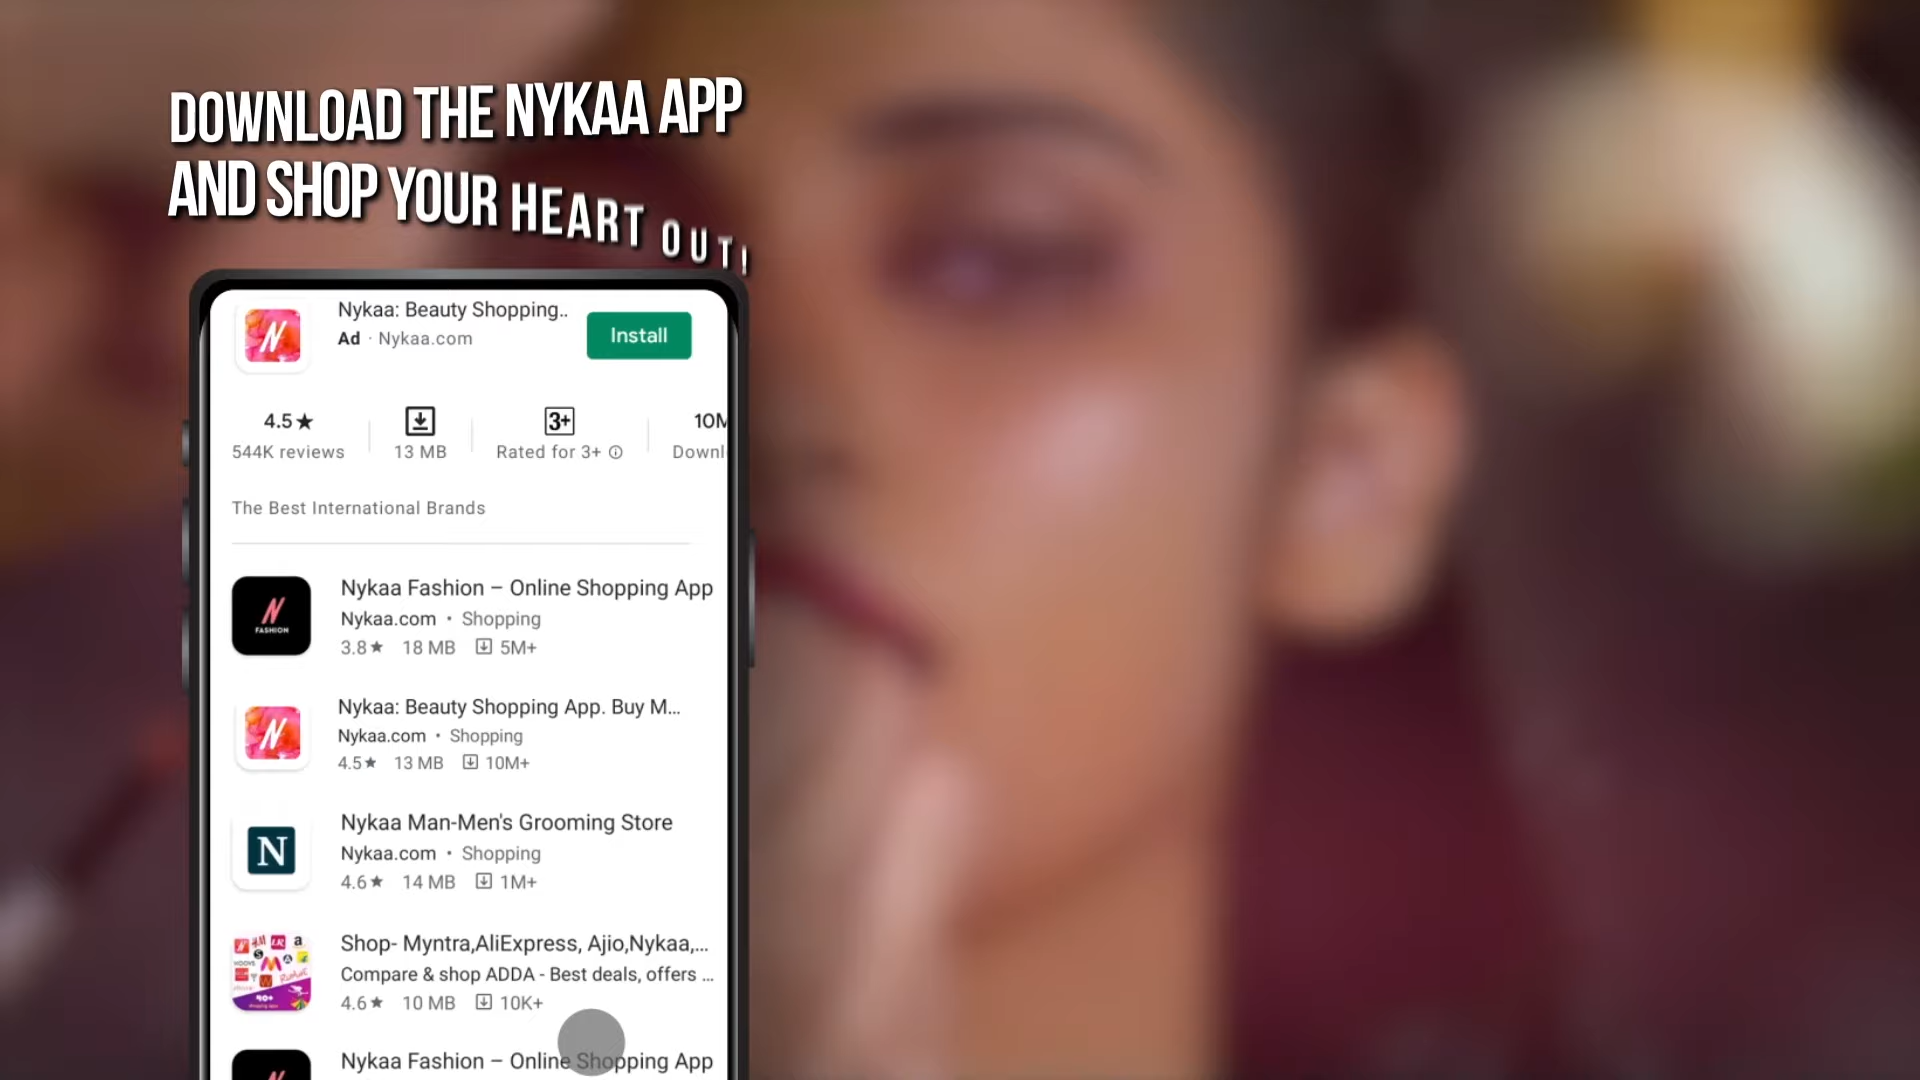 DOWNLOAD THE NYKAA APP
AND SHOP YOUR HEART OUT!
Nykaa: Beauty Shopping..
Ad · Nykaa.com
Install
4.5★
544K reviews
13 MB
3+
Rated for 3+
10M
Downl
The Best International Brands
N
FASHION
Nykaa Fashion – Online Shopping App
Nykaa.com • Shopping
3.8★ 18 MB 5M+
N
Nykaa: Beauty Shopping App. Buy M...
Nykaa.com • Shopping
4.5★ 13 MB 10M+
N
Nykaa Man-Men's Grooming Store
Nykaa.com • Shopping
4.6★ 14 MB 1M+
Shop- Myntra,AliExpress, Ajio,Nykaa,...
Compare & shop ADDA - Best deals, offers ...
4.6★ 10 MB 10K+
Nykaa Fashion – Online Shopping App